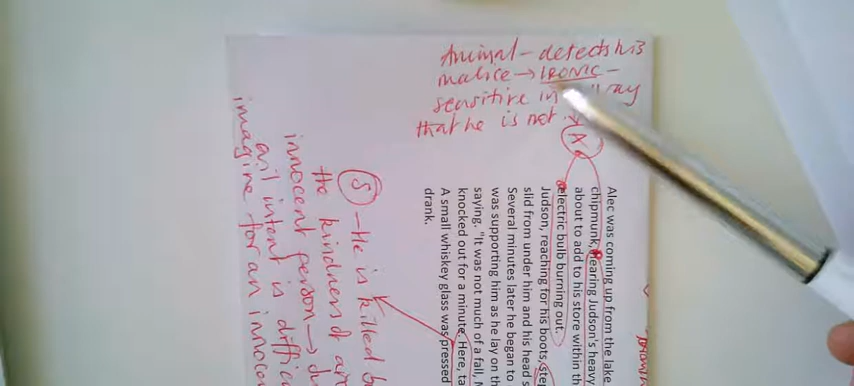 Animal - detects his
malice → IRONIC -
sensitive in way
that he is not.
A
Alec was coming up from the lake
chipmunk, hearing Judson's heavy
about to add to his store within th
electric bulb burning out.
Judson, reaching for his boots, step
slid from under him and his head s
Several minutes later he began to
was supporting him as he lay on th
saying. "It was not much of a fall, M
knocked out for a minute. Here, ta
A small whiskey glass was pressed
drank.
S - He is killed b
the kindness of an
innocent person →
evil intent is diffic
imagine for an innoce